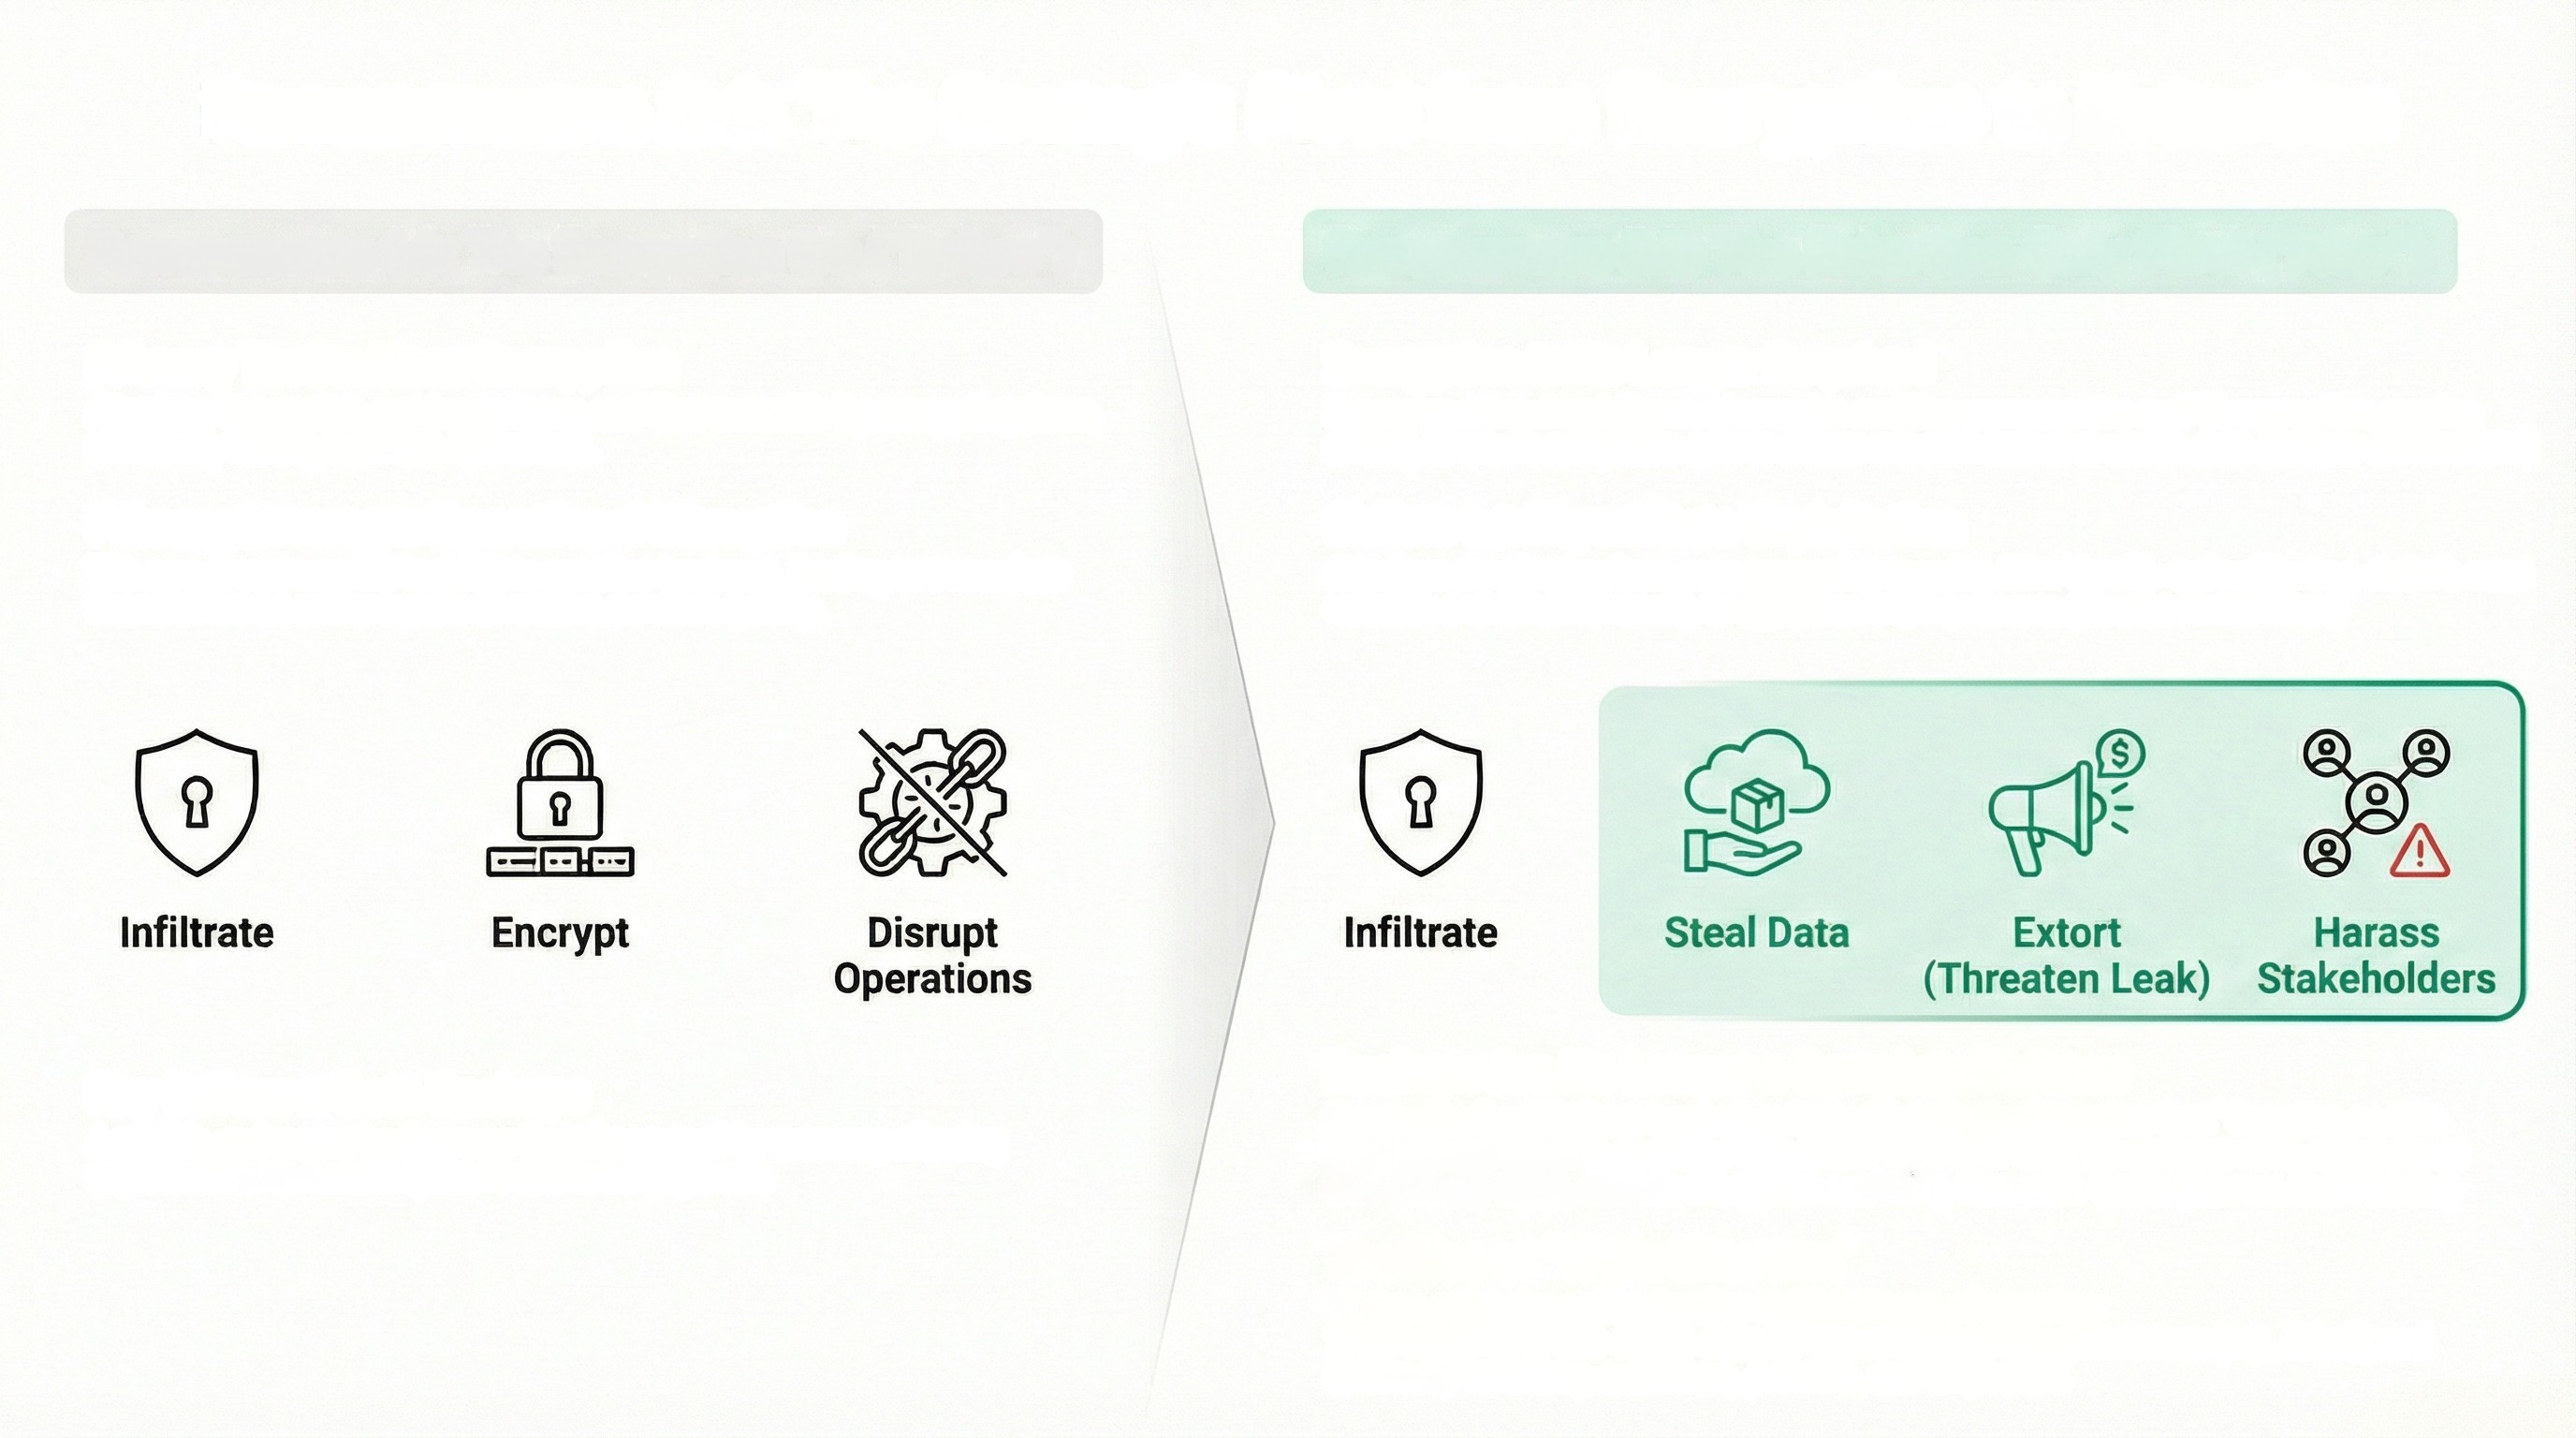 Infiltrate
Encrypt
Disrupt
Operations
Infiltrate
Steal Data
$
Extort
(Threaten Leak)
!
Harass
Stakeholders